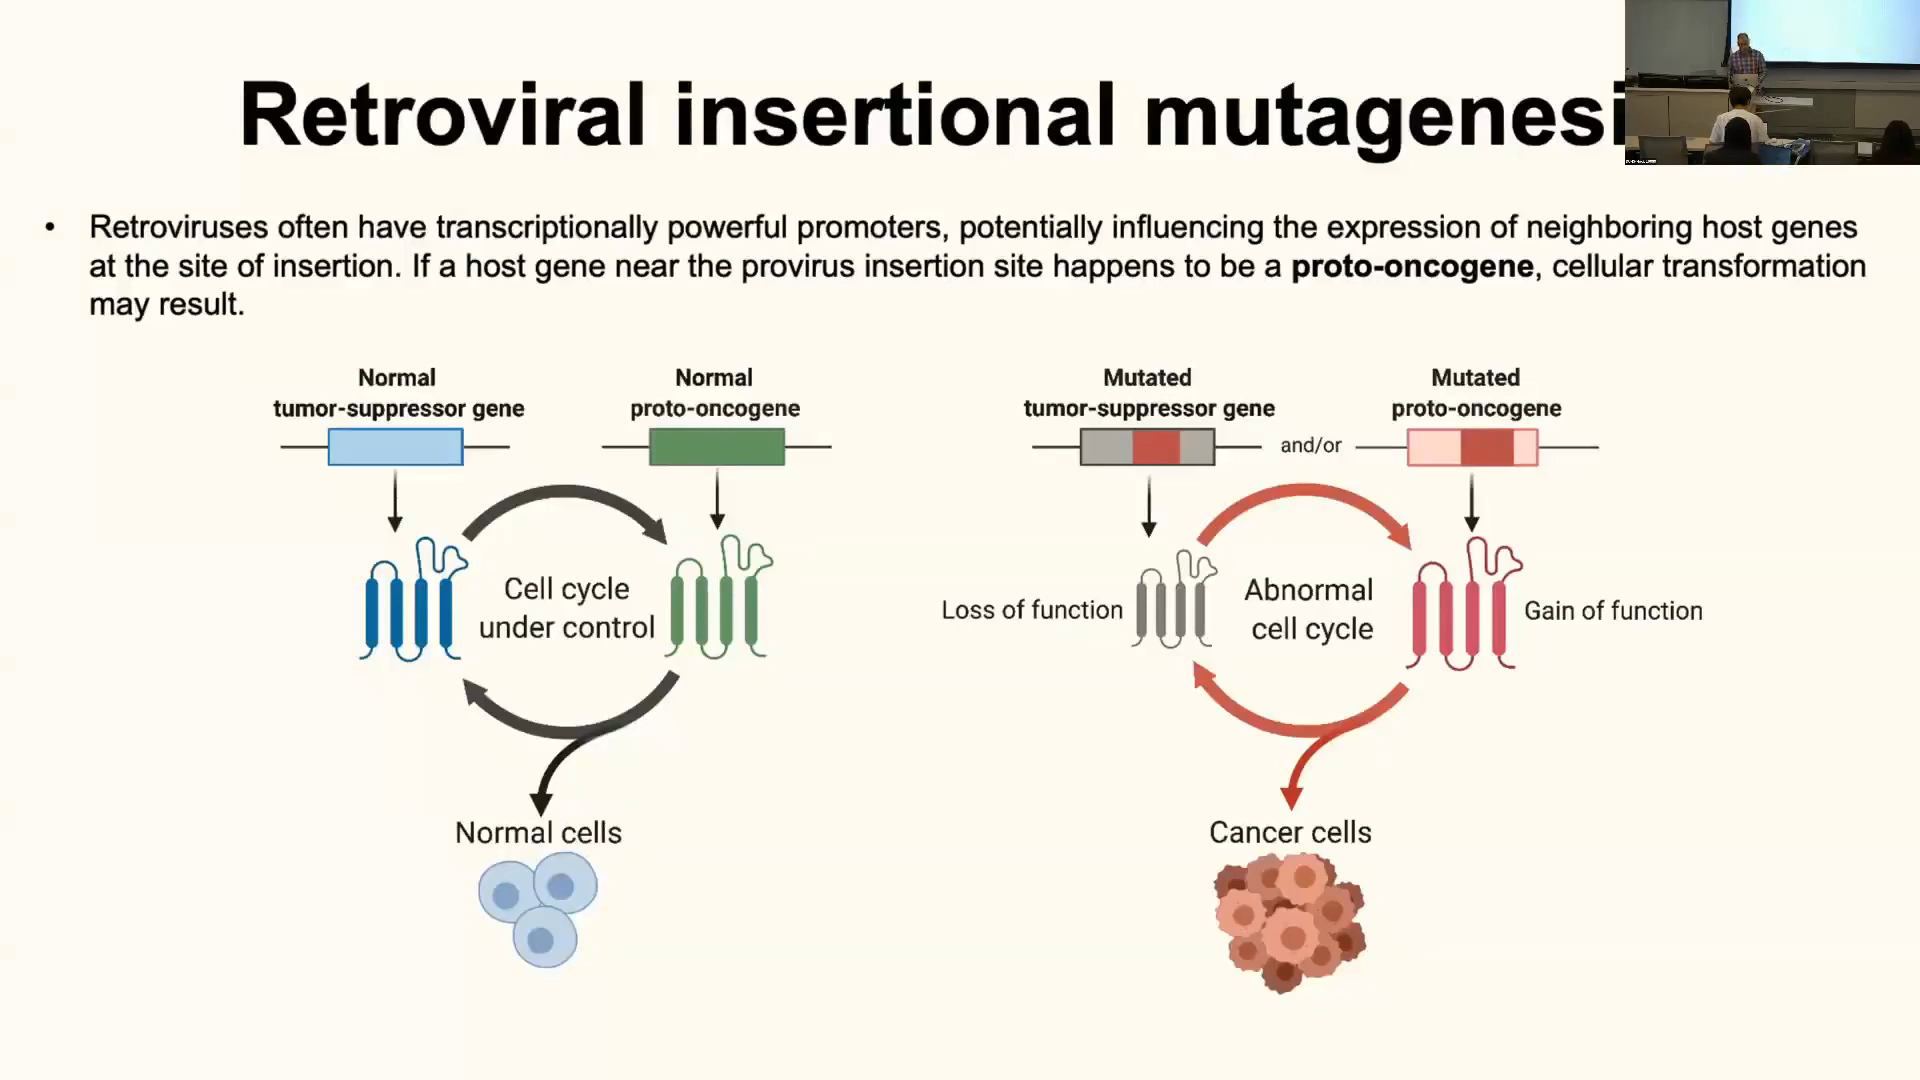 Retroviral insertional mutagenesi
• Retroviruses often have transcriptionally powerful promoters, potentially influencing the expression of neighboring host genes
at the site of insertion. If a host gene near the provirus insertion site happens to be a proto-oncogene, cellular transformation
may result.
Normal
tumor-suppressor gene
Normal
proto-oncogene
Cell cycle
under control
Normal cells
Mutated
tumor-suppressor gene
and/or
Mutated
proto-oncogene
Loss of function
Abnormal
cell cycle
Gain of function
Cancer cells